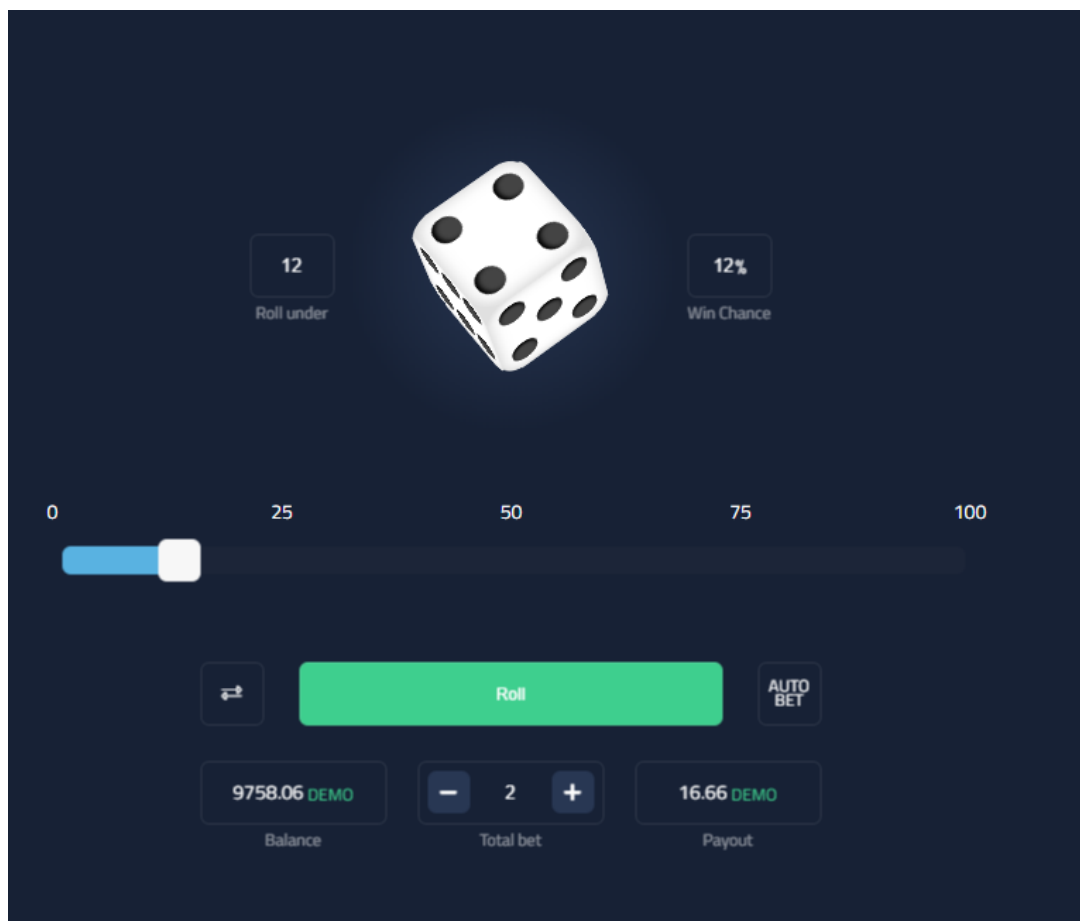 12
Roll under
12%
Win Chance
0 25 50 75 100
Roll
AUTO
BET
9758.06 DEMO
Balance
2
Total bet
16.66 DEMO
Payout